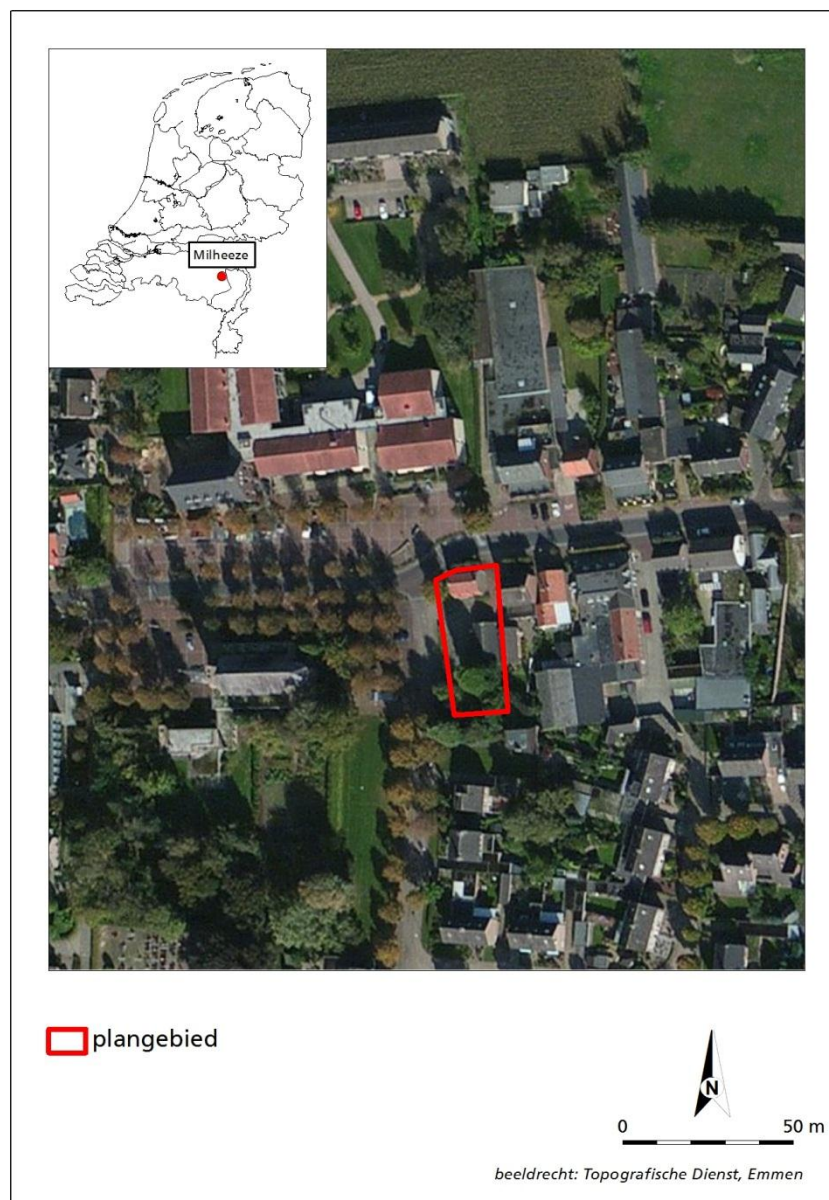 Milheeze
plangebied
N
0 50 m
beeldrecht: Topografische Dienst, Emmen